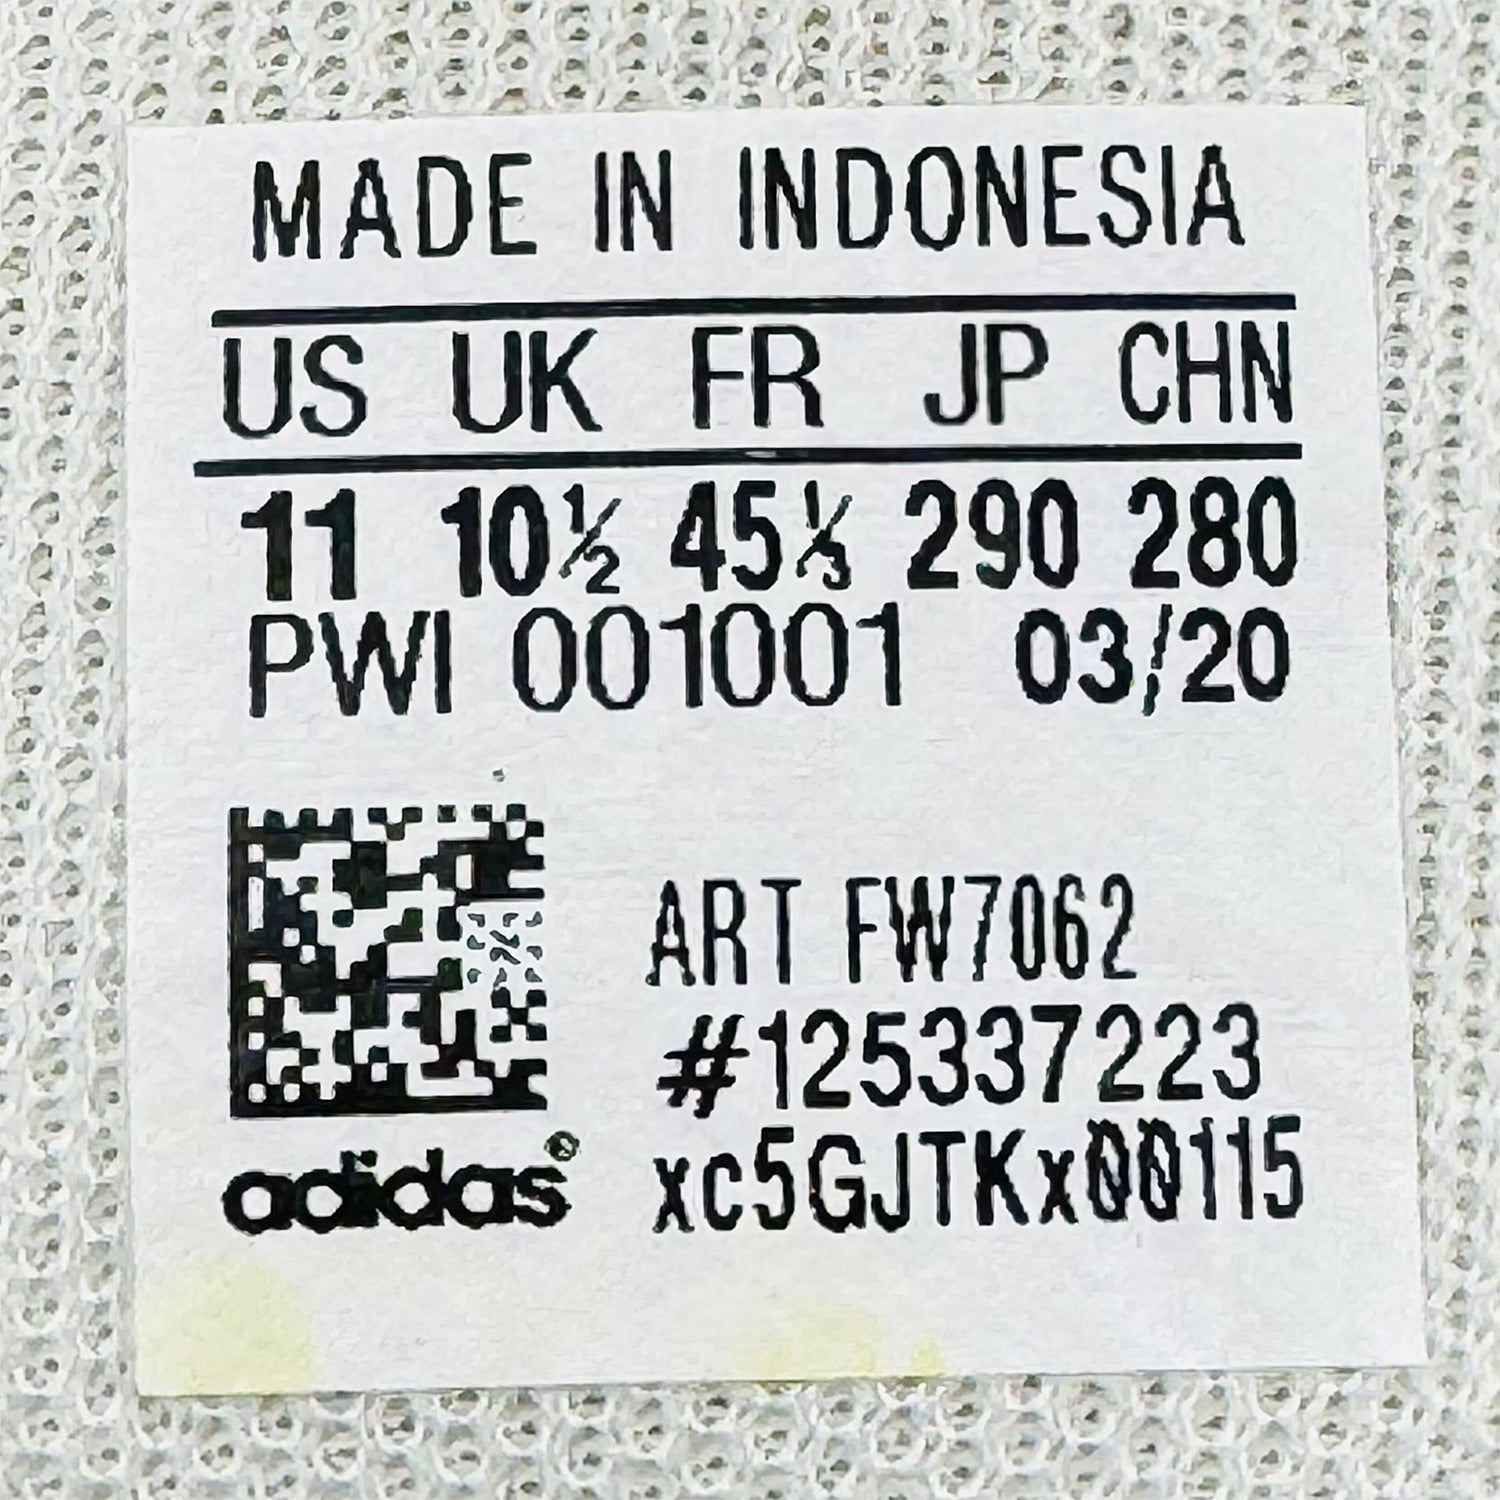 MADE IN INDONESIA
US UK FR JP CHN
11 10½ 45⅓ 290 280
PWI 001001 03/20
ART FW7062
#125337223
adidas® xc5GJTKx00115